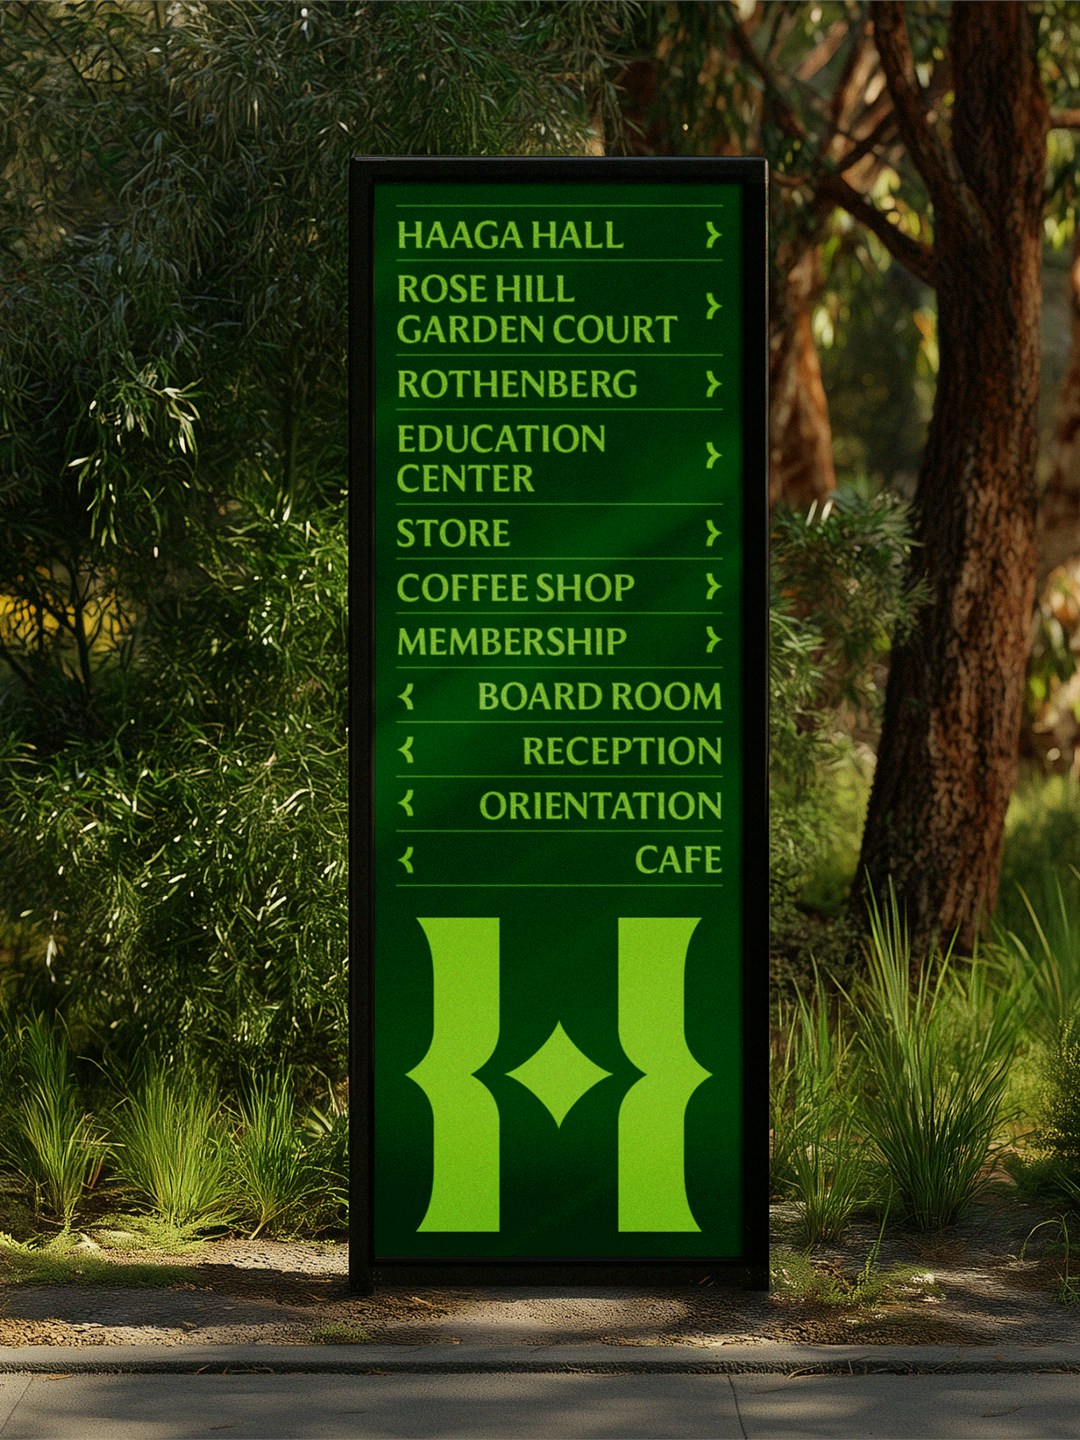 HAAGA HALL
ROSE HILL
GARDEN COURT
ROTHENBERG
EDUCATION
CENTER
STORE
COFFEE SHOP
MEMBERSHIP
BOARD ROOM
RECEPTION
ORIENTATION
CAFE
H